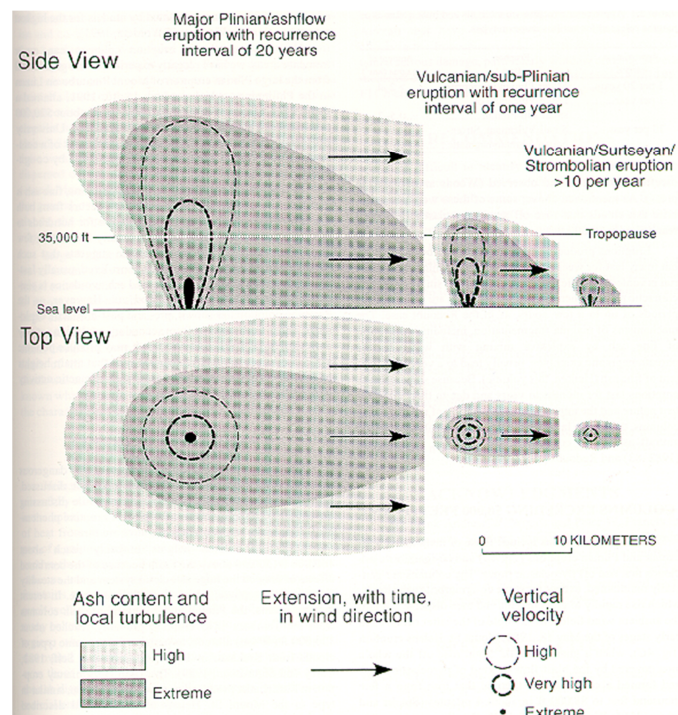 Major Plinian/ashflow
eruption with recurrence
interval of 20 years
Side View
Vulcanian/sub-Plinian
eruption with recurrence
interval of one year
Vulcanian/Surtseyan/
Strombolian eruption
>10 per year
35,000 ft
Tropopause
Sea level
Top View
0 10 KILOMETERS
Ash content and
local turbulence
High
Extreme
Extension, with time,
in wind direction
Vertical
velocity
High
Very high
Extreme